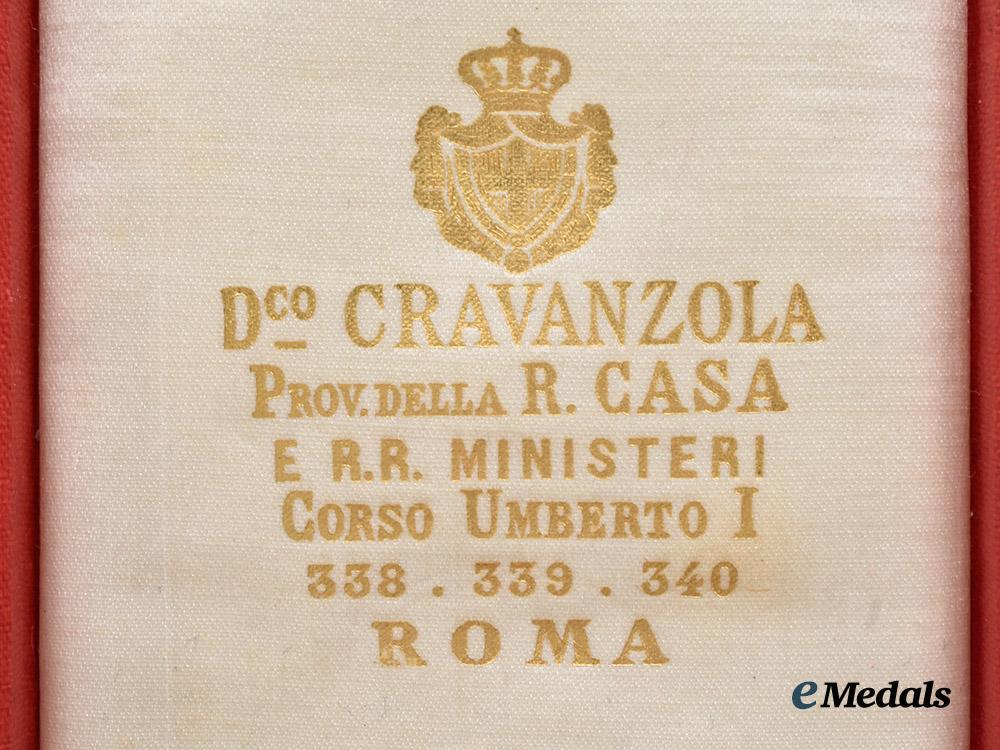 Dco CRAVANZOLA
PROV. DELLA R. CASA
E R.R. MINISTERI
CORSO UMBERTO I
338 . 339 . 340
ROMA
eMedals